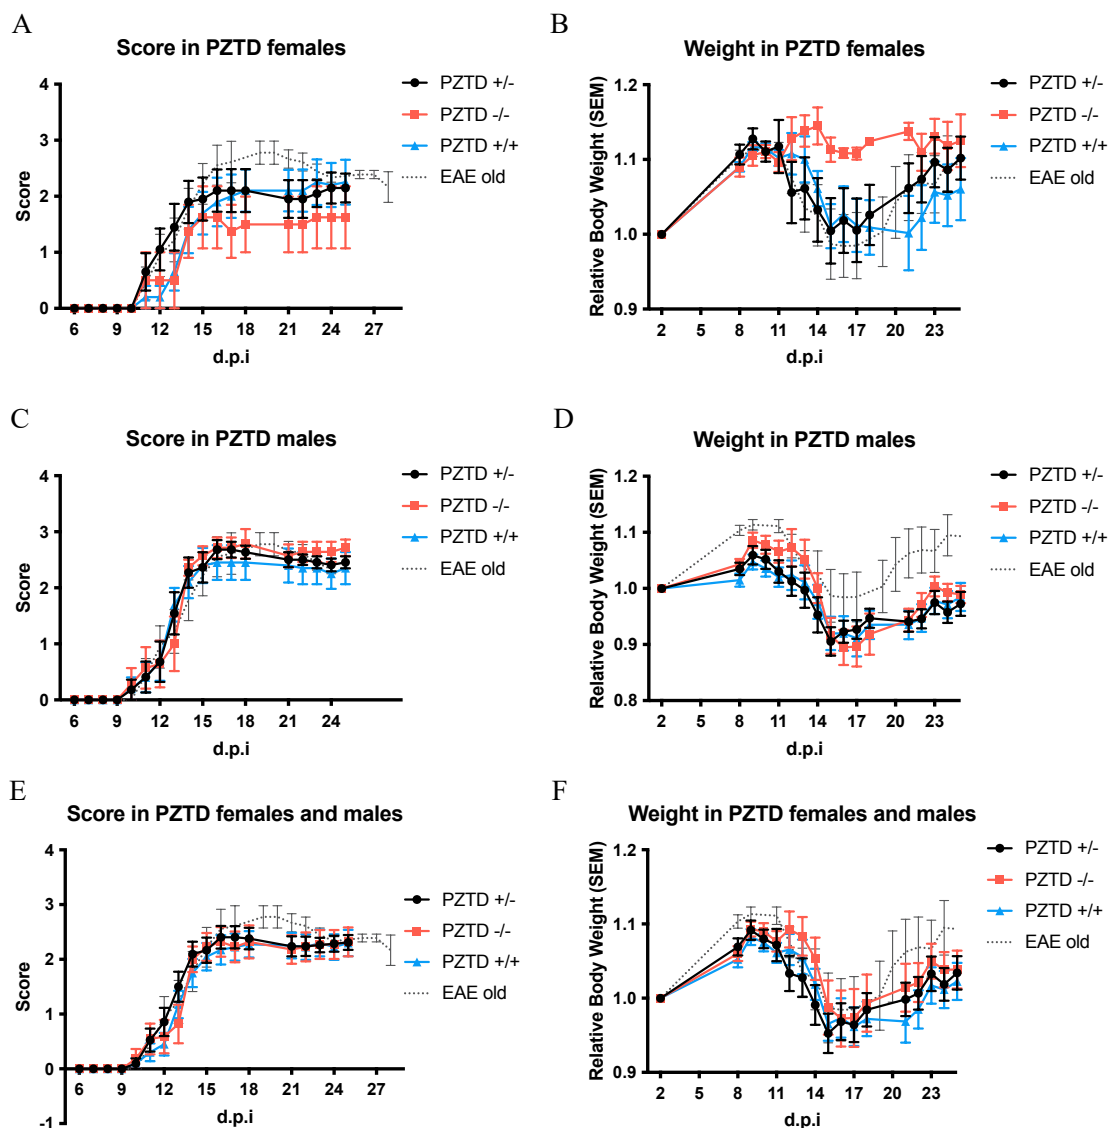 A
Score in PZTD females
4
3
2
1
0
Score
6 9 12 15 18 21 24 27
d.p.i
PZTD +/-
PZTD -/-
PZTD +/+
EAE old
B
Weight in PZTD females
1.2
1.1
1.0
0.9
Relative Body Weight (SEM)
2 5 8 11 14 17 20 23
d.p.i
PZTD +/-
PZTD -/-
PZTD +/+
EAE old
C
Score in PZTD males
4
3
2
1
0
Score
6 9 12 15 18 21 24
d.p.i
PZTD +/-
PZTD -/-
PZTD +/+
EAE old
D
Weight in PZTD males
1.2
1.1
1.0
0.9
0.8
Relative Body Weight (SEM)
2 5 8 11 14 17 20 23
d.p.i
PZTD +/-
PZTD -/-
PZTD +/+
EAE old
E
Score in PZTD females and males
4
3
2
1
0
-1
Score
6 9 12 15 18 21 24 27
d.p.i
PZTD +/-
PZTD -/-
PZTD +/+
EAE old
F
Weight in PZTD females and males
1.2
1.1
1.0
0.9
Relative Body Weight (SEM)
2 5 8 11 14 17 20 23
d.p.i
PZTD +/-
PZTD -/-
PZTD +/+
EAE old